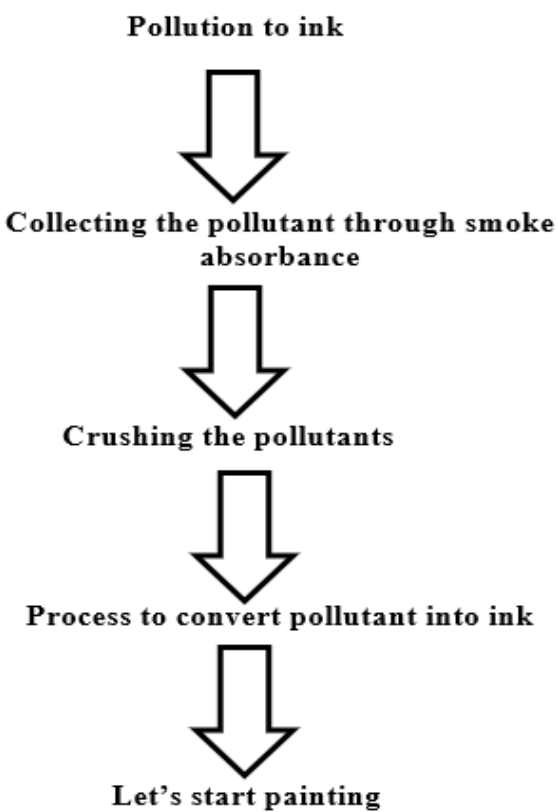 Pollution to ink
Collecting the pollutant through smoke
absorbance
Crushing the pollutants
Process to convert pollutant into ink
Let's start painting